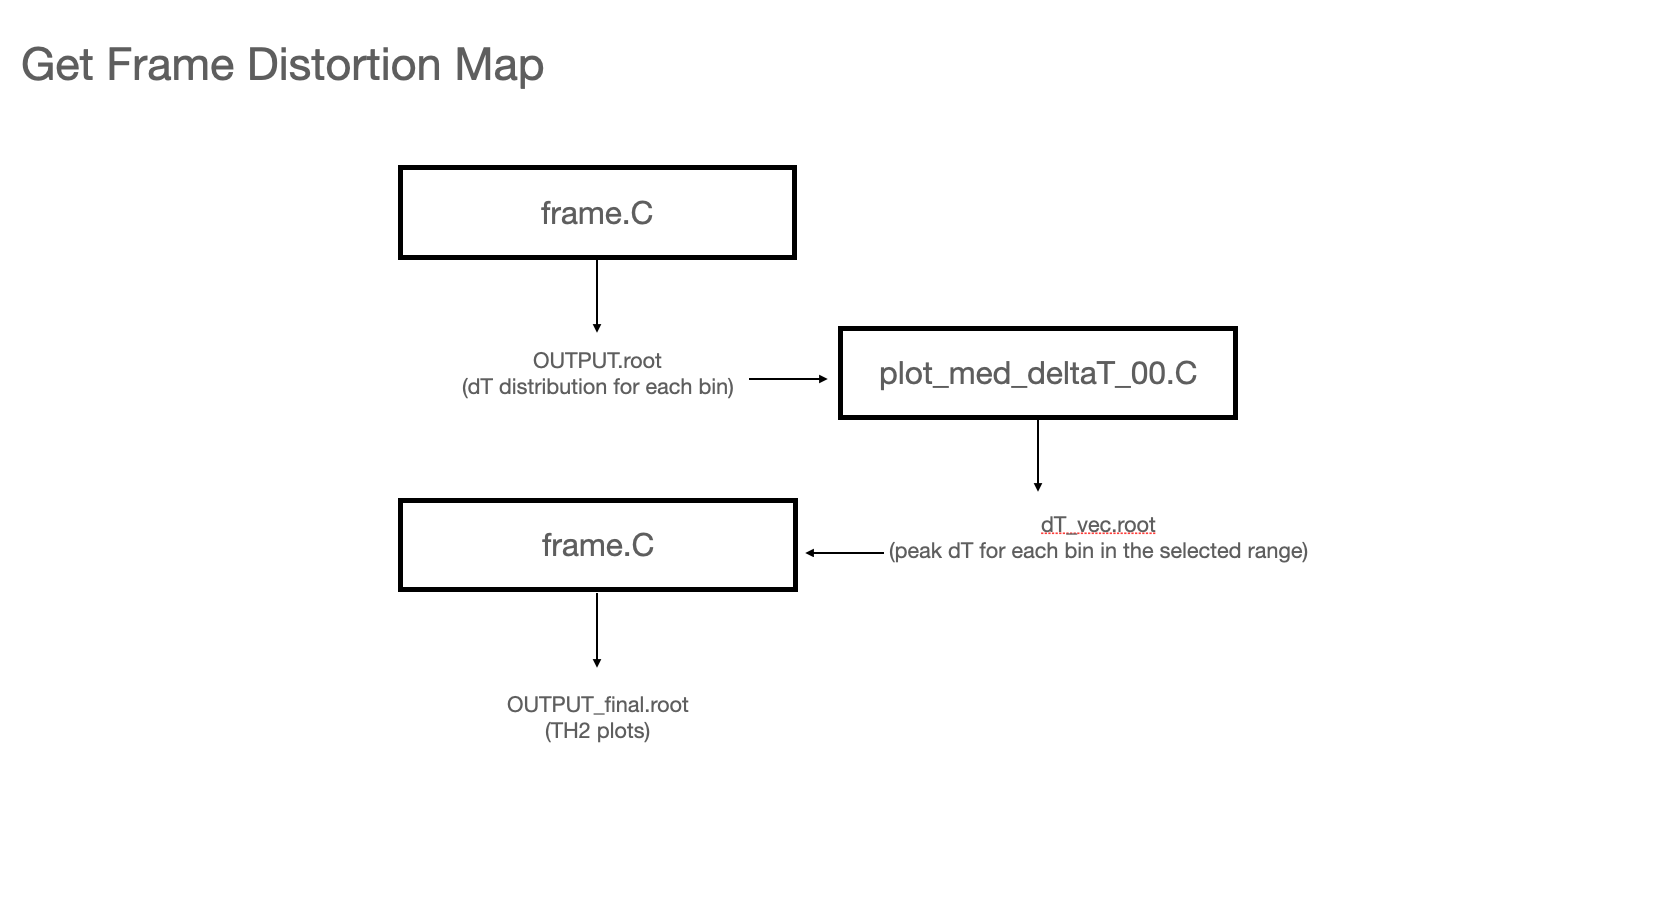 Get Frame Distortion Map
frame.C
OUTPUT.root
(dT distribution for each bin)
plot_med_deltaT_00.C
dT_vec.root
(peak dT for each bin in the selected range)
frame.C
OUTPUT_final.root
(TH2 plots)